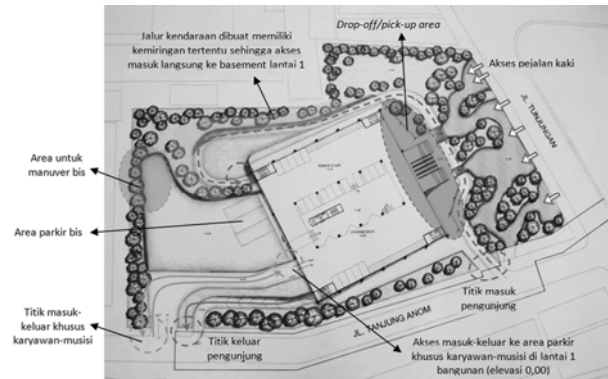 Drop-off/pick-up area
Jalur kendaraan dibuat memiliki
kemiringan tertentu sehingga akses
masuk langsung ke basement lantai 1
Akses pejalan kaki
JL. TUNJUNGAN
Area untuk
manuver bis
Area parkir bis
Titik masuk-
keluar khusus
karyawan-musisi
Titik keluar
pengunjung
JL. TANJUNG ANOM
Titik masuk
pengunjung
Akses masuk-keluar ke area parkir
khusus karyawan-musisi di lantai 1
bangunan (elevasi 0,00)